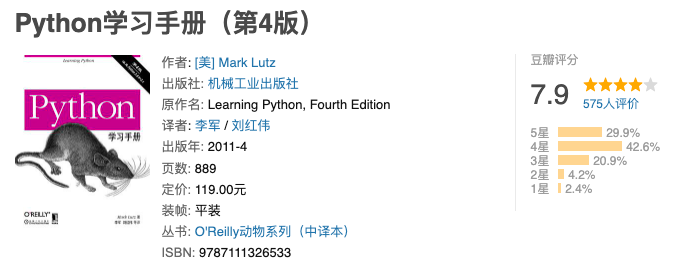 Python学习手册（第4版）
Learning Python
第4版
Python
学习手册
O'REILLY
Mark Lutz 著
作者: [美] Mark Lutz
出版社: 机械工业出版社
原作名: Learning Python, Fourth Edition
译者: 李军 / 刘红伟
出版年: 2011-4
页数: 889
定价: 119.00元
装帧: 平装
丛书: O'Reilly动物系列（中译本）
ISBN: 9787111326533
豆瓣评分
7.9
575人评价
5星 29.9%
4星 42.6%
3星 20.9%
2星 4.2%
1星 2.4%